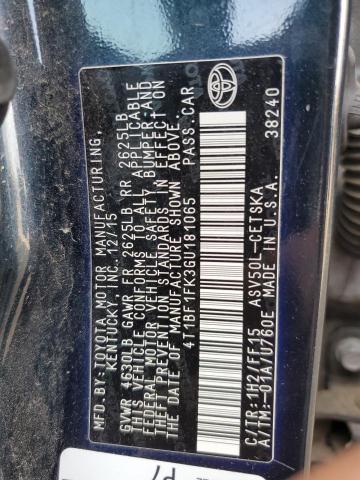 MFD. BY:TOYOTA MOTOR MANUFACTURING,
KENTUCKY, INC. 12/15
GVWR 4630LB GAWR FR 2625LB RR 2625LB
THIS VEHICLE CONFORMS TO ALL APPLICABLE
FEDERAL MOTOR VEHICLE SAFETY BUMPER,AND
THEFT PREVENTION STANDARDS IN EFFECT ON
THE DATE OF MANUFACTURE SHOWN ABOVE.
4T1BF1FK3GU181065 PASS.CAR
C/TR:1H2/FF15 ASV50L-CETSKA
A/TM:-01A/U760E MADE IN U.S.A. 38240
TOYOTA
P7